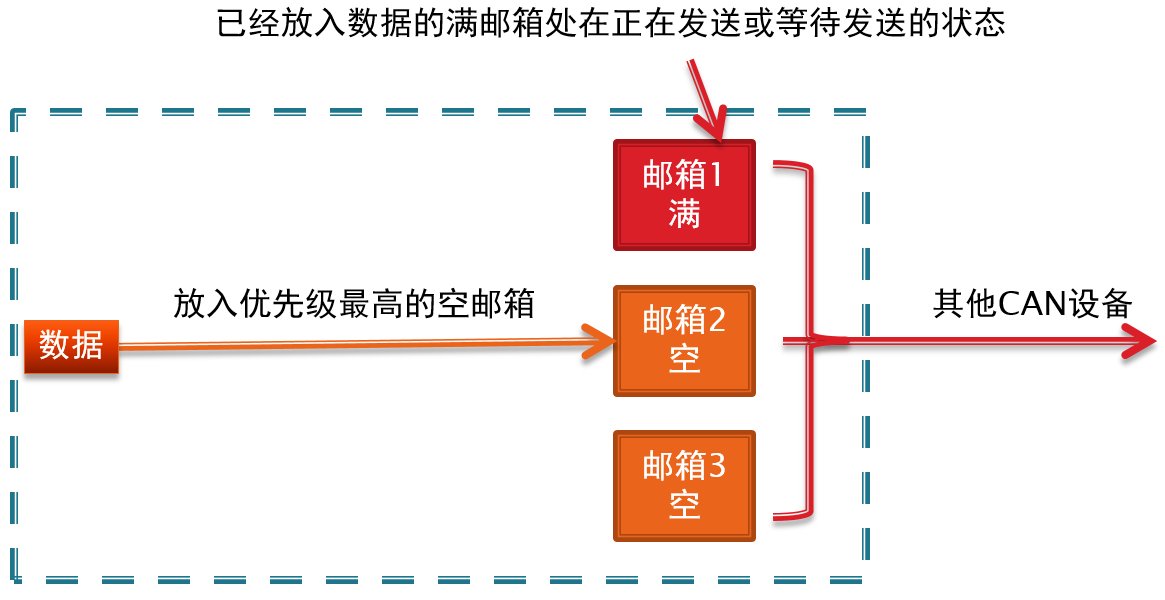 已经放入数据的满邮箱处在正在发送或等待发送的状态
邮箱1
满
放入优先级最高的空邮箱
其他CAN设备
数据
邮箱2
空
邮箱3
空